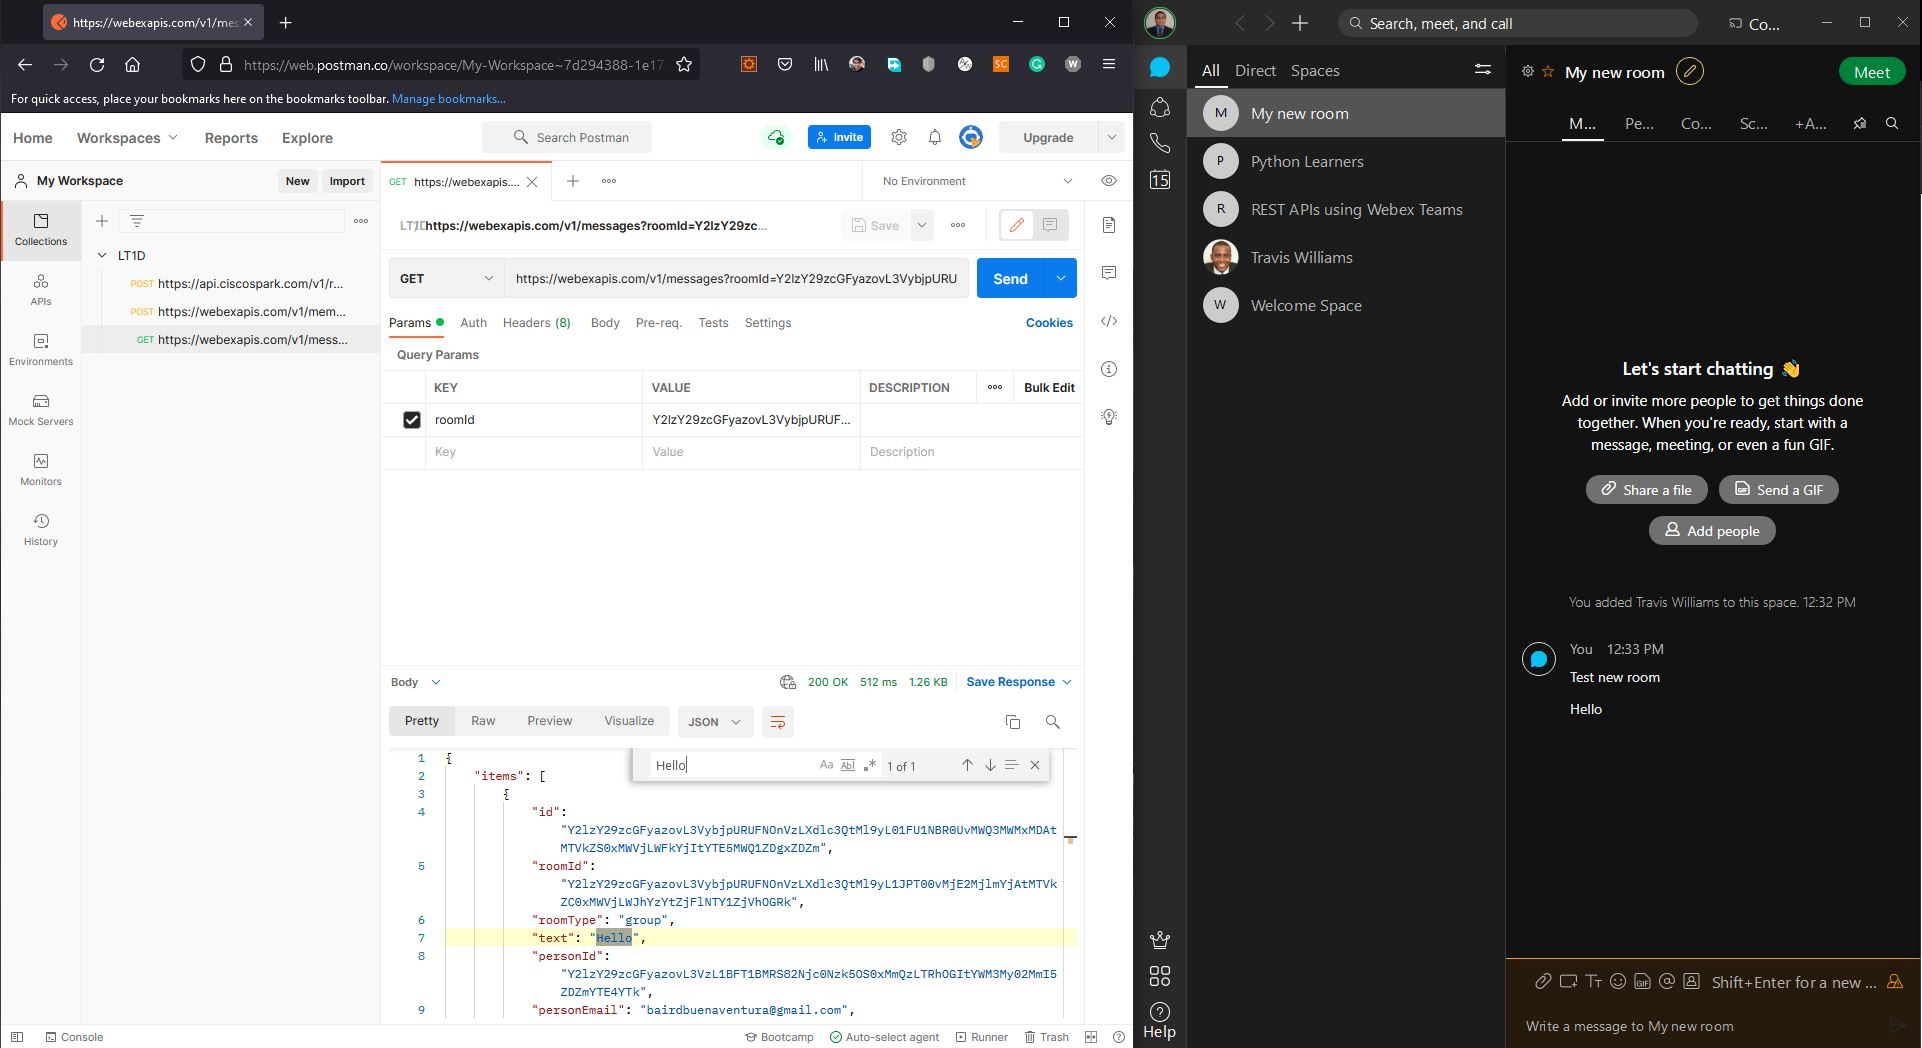 https://webexapis.com/v1/mes
https://web.postman.co/workspace/My-Workspace~7d294388-1e17
For quick access, place your bookmarks here on the bookmarks toolbar. Manage bookmarks...
Home Workspaces Reports Explore Search Postman Invite Upgrade
My Workspace New Import
GET https://webexapis.... No Environment
Collections
APIs
Environments
Mock Servers
Monitors
History
LT1D
POST https://api.ciscospark.com/v1/r...
POST https://webexapis.com/v1/mem...
GET https://webexapis.com/v1/mess...
https://webexapis.com/v1/messages?roomId=Y2lzY29zc... Save
GET https://webexapis.com/v1/messages?roomId=Y2lzY29zcGFyazovL3VybjpURU Send
Params Auth Headers (8) Body Pre-req. Tests Settings Cookies
Query Params
KEY VALUE DESCRIPTION Bulk Edit
roomId Y2lzY29zcGFyazovL3VybjpURUF...
Key Value Description
Body 200 OK 512 ms 1.26 KB Save Response
Pretty Raw Preview Visualize JSON
Hello Aa Abl .* 1 of 1
1 {
2 "items": [
3 {
4 "id":
"Y2lzY29zcGFyazovL3VybjpURUFNOnVzLXdlc3QtMl9yL01FU1NBR0UvMWQ3MWMxMDAt
MTVkZS0xMWVjLWFkYjItYTE5MWQ1ZDgxZDZm",
5 "roomId":
"Y2lzY29zcGFyazovL3VybjpURUFNOnVzLXdlc3QtMl9yL1JPT00vMjE2MjlmYjAtMTVk
ZC0xMWVjLWJhYzYtZjFlNTY1ZjVhOGRk",
6 "roomType": "group",
7 "text": "Hello",
8 "personId":
"Y2lzY29zcGFyazovL3VzL1BFT1BMRS82Njc0Nzk5OS0xMmQzLTRhOGItYWM3My02MmI5
ZDZmYTE4YTk",
9 "personEmail": "bairdbuenaventura@gmail.com",
Console Bootcamp Auto-select agent Runner Trash
Search, meet, and call Co...
All Direct Spaces
M My new room
P Python Learners
R REST APIs using Webex Teams
Travis Williams
W Welcome Space
15
Help
My new room Meet
M... Pe... Co... Sc... +A...
Let's start chatting 👋
Add or invite more people to get things done
together. When you're ready, start with a
message, meeting, or even a fun GIF.
Share a file GIF Send a GIF
Add people
You added Travis Williams to this space. 12:32 PM
You 12:33 PM
Test new room
Hello
Shift+Enter for a new ...
Write a message to My new room